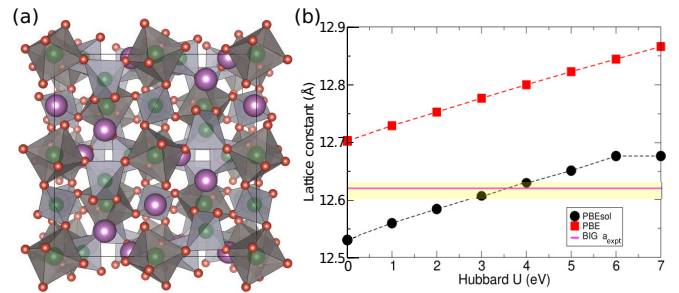 (a)
(b)
12.9
12.8
12.7
12.6
12.5
Lattice constant (Å)
PBEsol
PBE
BIG a_expt
0 1 2 3 4 5 6 7
Hubbard U (eV)